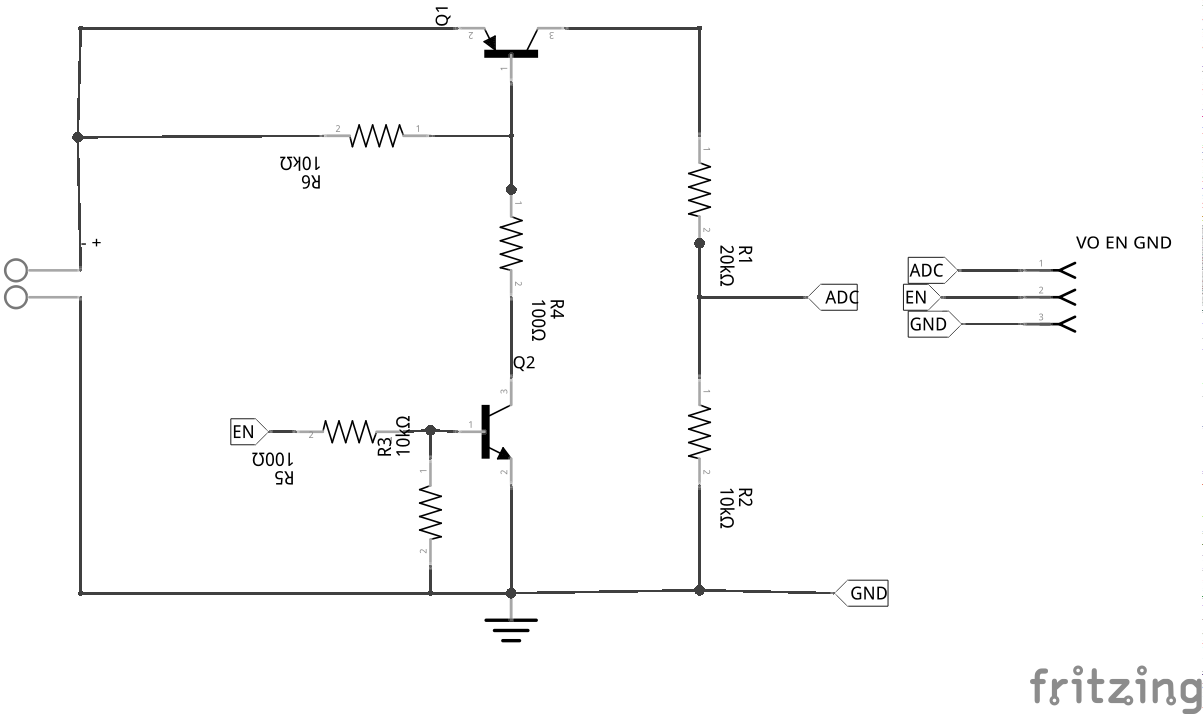 Q1
2
3
1
2
1
10kΩ
R6
1
- +
1
2
R1
20kΩ
VO EN GND
ADC
1
EN
2
GND
3
ADC
2
R4
100Ω
Q2
3
1
EN
2
R3
10kΩ
1
100Ω
R5
1
2
2
R2
10kΩ
2
GND
fritzing